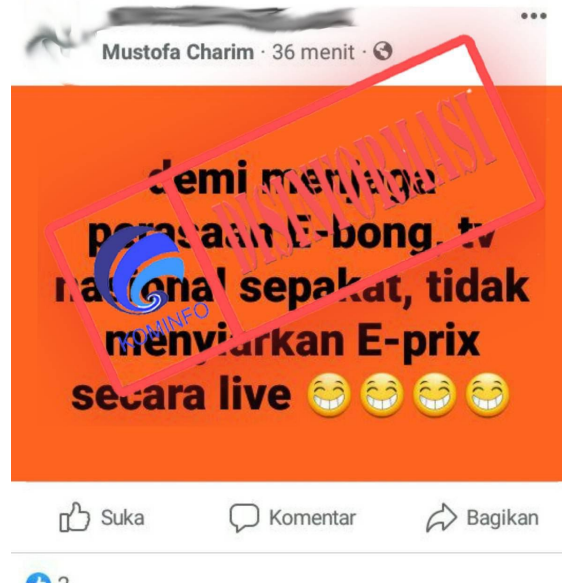 Mustofa Charim · 36 menit ·
demi menjaga
perasaan E-bong, tv
nasional sepakat, tidak
menyiarkan E-prix
secara live 😁😁😁😁
DISINFORMASI
KOMINFO
Suka Komentar Bagikan
2